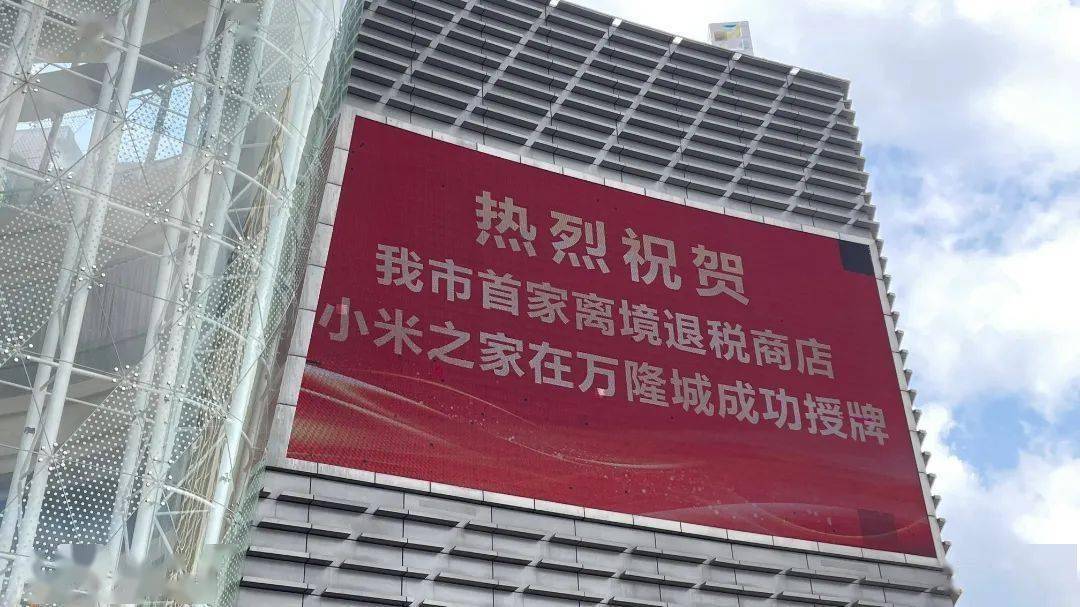 热烈祝贺
我市首家离境退税商店
小米之家在万隆城成功授牌